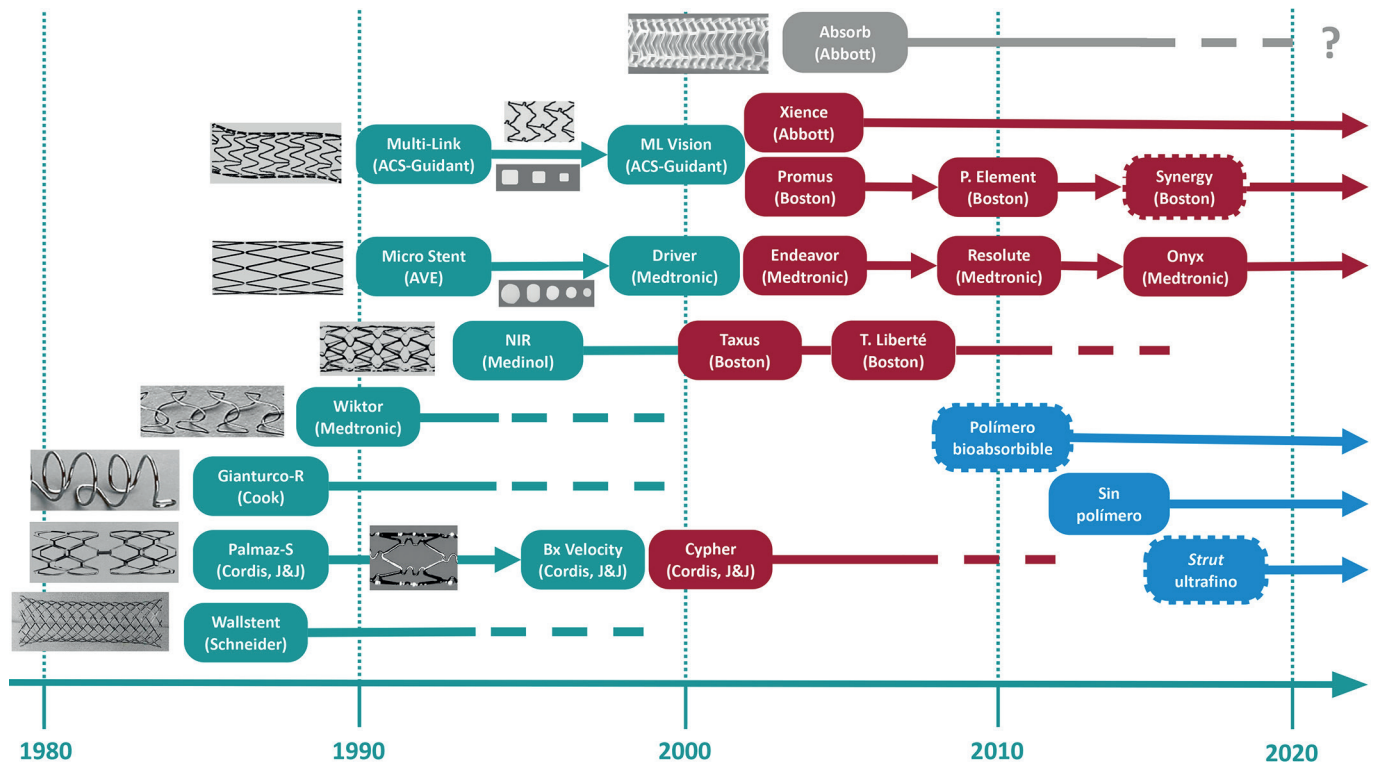 Absorb
(Abbott)
?
Xience
(Abbott)
Multi-Link
(ACS-Guidant)
ML Vision
(ACS-Guidant)
Promus
(Boston)
P. Element
(Boston)
Synergy
(Boston)
Micro Stent
(AVE)
Driver
(Medtronic)
Endeavor
(Medtronic)
Resolute
(Medtronic)
Onyx
(Medtronic)
NIR
(Medinol)
Taxus
(Boston)
T. Liberté
(Boston)
Wiktor
(Medtronic)
Polímero
bioabsorbible
Gianturco-R
(Cook)
Sin
polímero
Palmaz-S
(Cordis, J&J)
Bx Velocity
(Cordis, J&J)
Cypher
(Cordis, J&J)
Strut
ultrafino
Wallstent
(Schneider)
1980
1990
2000
2010
2020